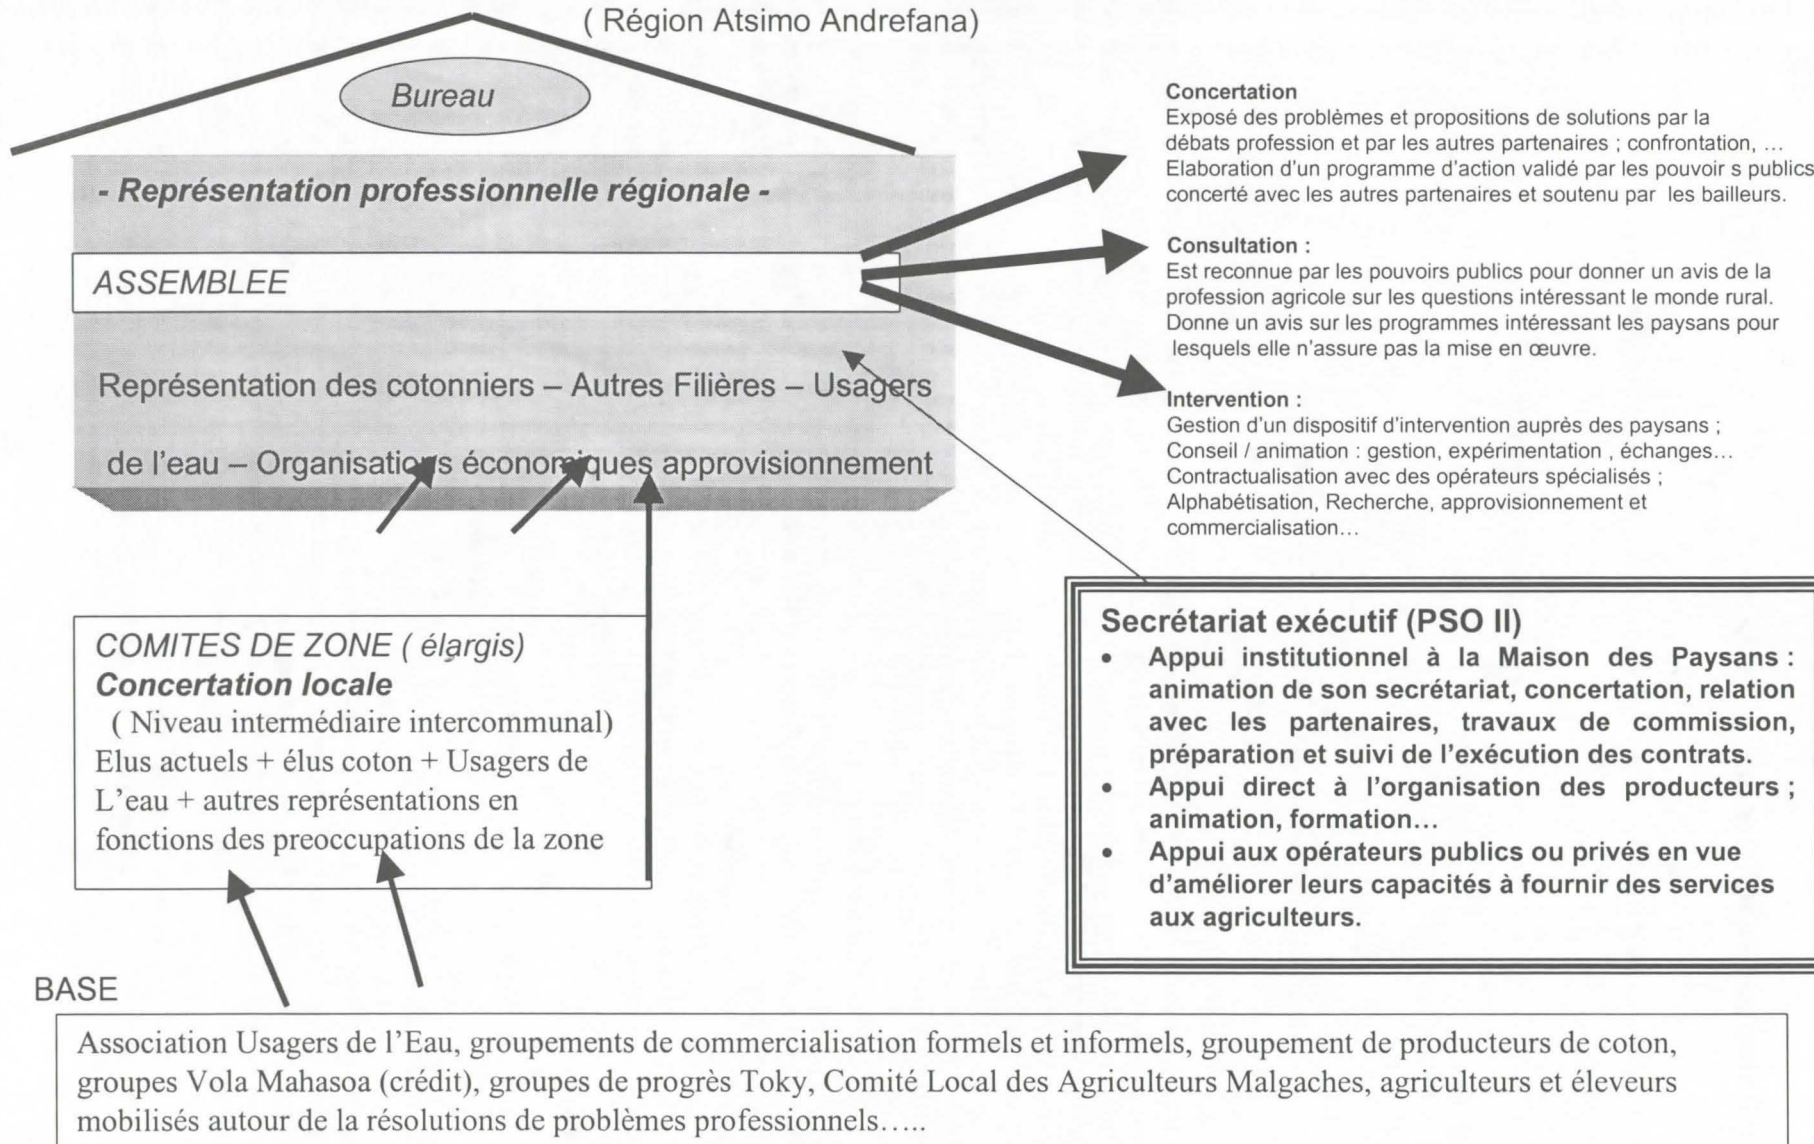 ( Région Atsimo Andrefana)
Bureau
- Représentation professionnelle régionale -
ASSEMBLEE
Représentation des cotonniers – Autres Filières – Usagers
de l'eau – Organisations économiques approvisionnement
Concertation
Exposé des problèmes et propositions de solutions par la
débats profession et par les autres partenaires ; confrontation, …
Elaboration d'un programme d'action validé par les pouvoir s publics
concerté avec les autres partenaires et soutenu par les bailleurs.
Consultation :
Est reconnue par les pouvoirs publics pour donner un avis de la
profession agricole sur les questions intéressant le monde rural.
Donne un avis sur les programmes intéressant les paysans pour
lesquels elle n'assure pas la mise en œuvre.
Intervention :
Gestion d'un dispositif d'intervention auprès des paysans ;
Conseil / animation : gestion, expérimentation , échanges…
Contractualisation avec des opérateurs spécialisés ;
Alphabétisation, Recherche, approvisionnement et
commercialisation…
COMITES DE ZONE ( élargis)
Concertation locale
( Niveau intermédiaire intercommunal)
Elus actuels + élus coton + Usagers de
L'eau + autres représentations en
fonctions des preoccupations de la zone
Secrétariat exécutif (PSO II)
• Appui institutionnel à la Maison des Paysans :
animation de son secrétariat, concertation, relation
avec les partenaires, travaux de commission,
préparation et suivi de l'exécution des contrats.
• Appui direct à l'organisation des producteurs ;
animation, formation…
• Appui aux opérateurs publics ou privés en vue
d'améliorer leurs capacités à fournir des services
aux agriculteurs.
BASE
Association Usagers de l'Eau, groupements de commercialisation formels et informels, groupement de producteurs de coton,
groupes Vola Mahasoa (crédit), groupes de progrès Toky, Comité Local des Agriculteurs Malgaches, agriculteurs et éleveurs
mobilisés autour de la résolutions de problèmes professionnels…..